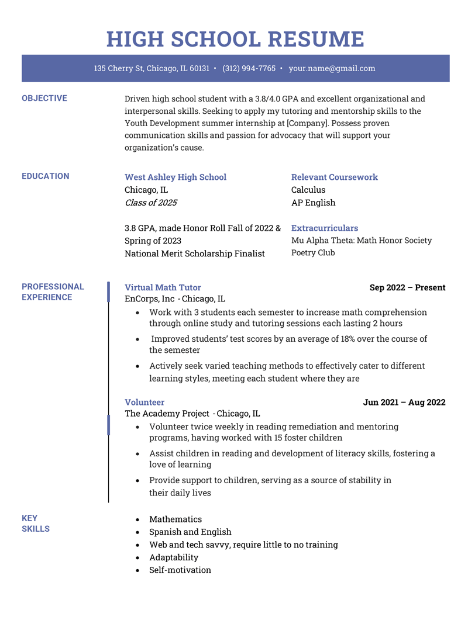 HIGH SCHOOL RESUME
135 Cherry St, Chicago, IL 60131 • (312) 994-7765 • your.name@gmail.com
OBJECTIVE
Driven high school student with a 3.8/4.0 GPA and excellent organizational and
interpersonal skills. Seeking to apply my tutoring and mentorship skills to the
Youth Development summer internship at [Company]. Possess proven
communication skills and passion for advocacy that will support your
organization's cause.
EDUCATION
West Ashley High School
Chicago, IL
Class of 2025
3.8 GPA, made Honor Roll Fall of 2022 &
Spring of 2023
National Merit Scholarship Finalist
Relevant Coursework
Calculus
AP English
Extracurriculars
Mu Alpha Theta: Math Honor Society
Poetry Club
PROFESSIONAL
EXPERIENCE
Virtual Math Tutor Sep 2022 – Present
EnCorps, Inc - Chicago, IL
• Work with 3 students each semester to increase math comprehension
through online study and tutoring sessions each lasting 2 hours
• Improved students' test scores by an average of 18% over the course of
the semester
• Actively seek varied teaching methods to effectively cater to different
learning styles, meeting each student where they are
Volunteer Jun 2021 – Aug 2022
The Academy Project - Chicago, IL
• Volunteer twice weekly in reading remediation and mentoring
programs, having worked with 15 foster children
• Assist children in reading and development of literacy skills, fostering a
love of learning
• Provide support to children, serving as a source of stability in
their daily lives
KEY
SKILLS
• Mathematics
• Spanish and English
• Web and tech savvy, require little to no training
• Adaptability
• Self-motivation